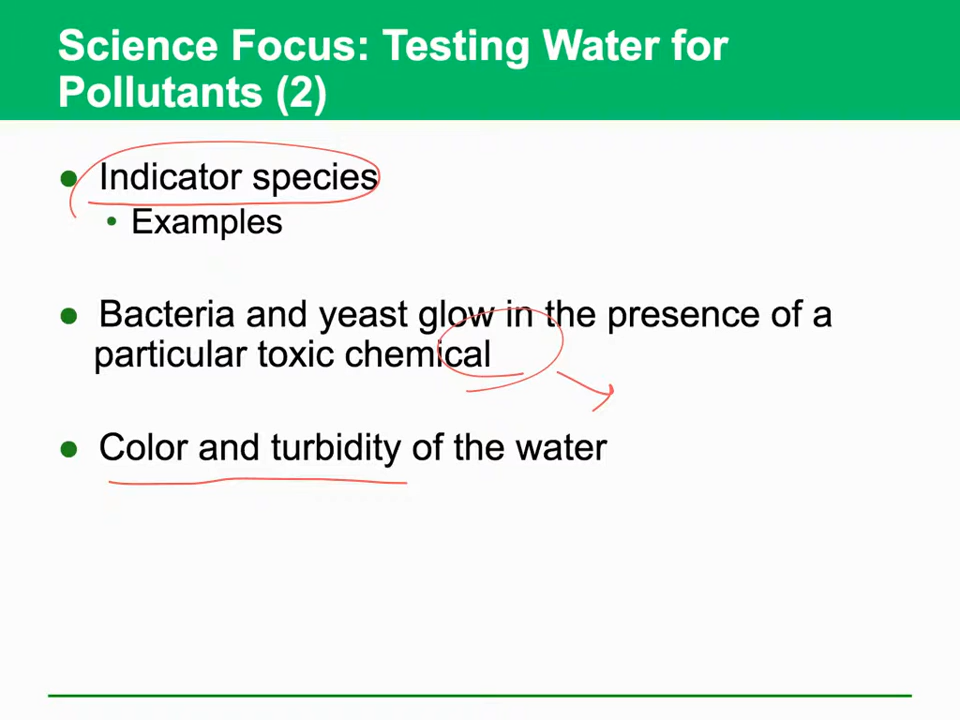 Science Focus: Testing Water for
Pollutants (2)
Indicator species
Examples
Bacteria and yeast glow in the presence of a
particular toxic chemical
Color and turbidity of the water